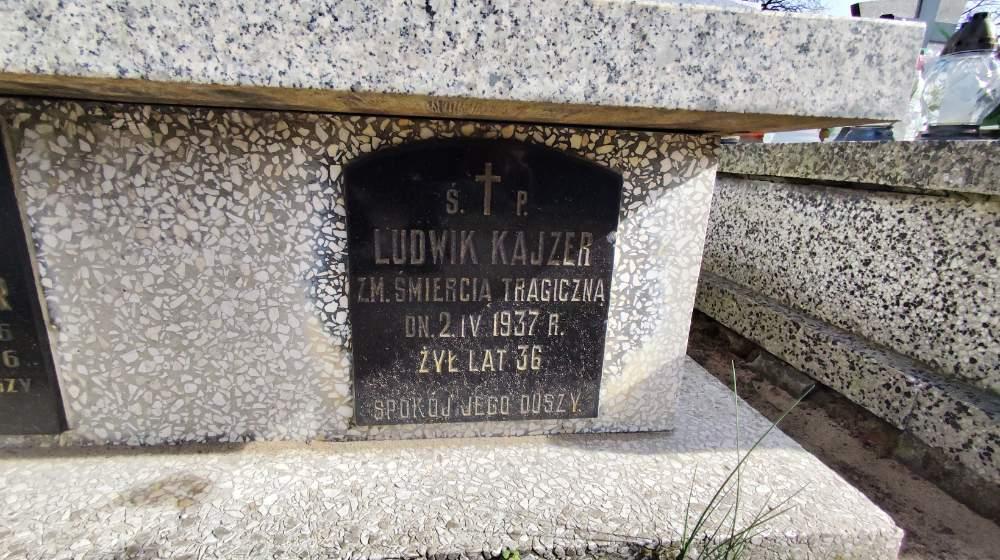 Ś. P.
LUDWIK KAJZER
ZM. ŚMIERCIĄ TRAGICZNĄ
DN. 2.IV 1937 R.
ŻYŁ LAT 36
SPOKÓJ JEGO DUSZY.